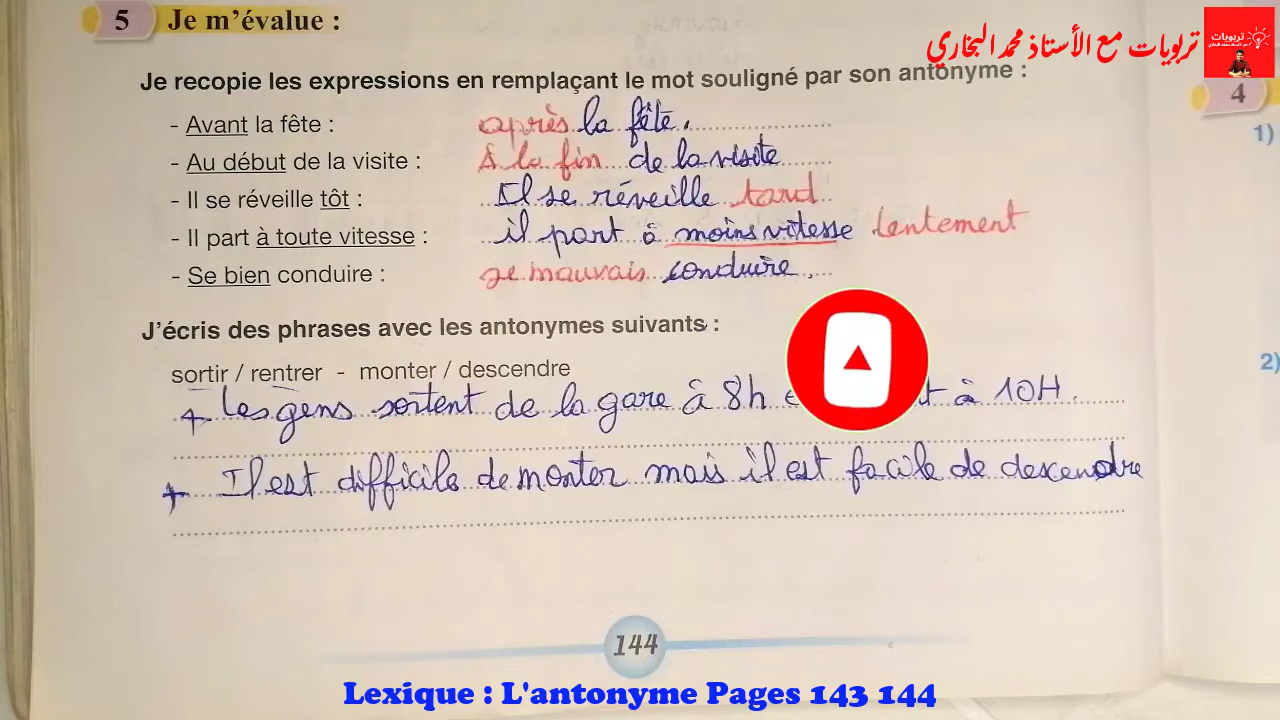 5 Je m'évalue :
تربويات مع الأستاذ محمد البخاري
تربويات
Je recopie les expressions en remplaçant le mot souligné par son antonyme :
4
- Avant la fête : après la fête.
1)
- Au début de la visite : A la fin de la visite
- Il se réveille tôt : Il se réveille tard
- Il part à toute vitesse : il part à moins vitesse lentement
- Se bien conduire : se mauvais conduire.
J'écris des phrases avec les antonymes suivants :
2)
sortir / rentrer - monter / descendre
+ Les gens sortent de la gare à 8h e t à 10H.
+ Il est difficile de monter mais il est facile de descendre
144
Lexique : L'antonyme Pages 143 144